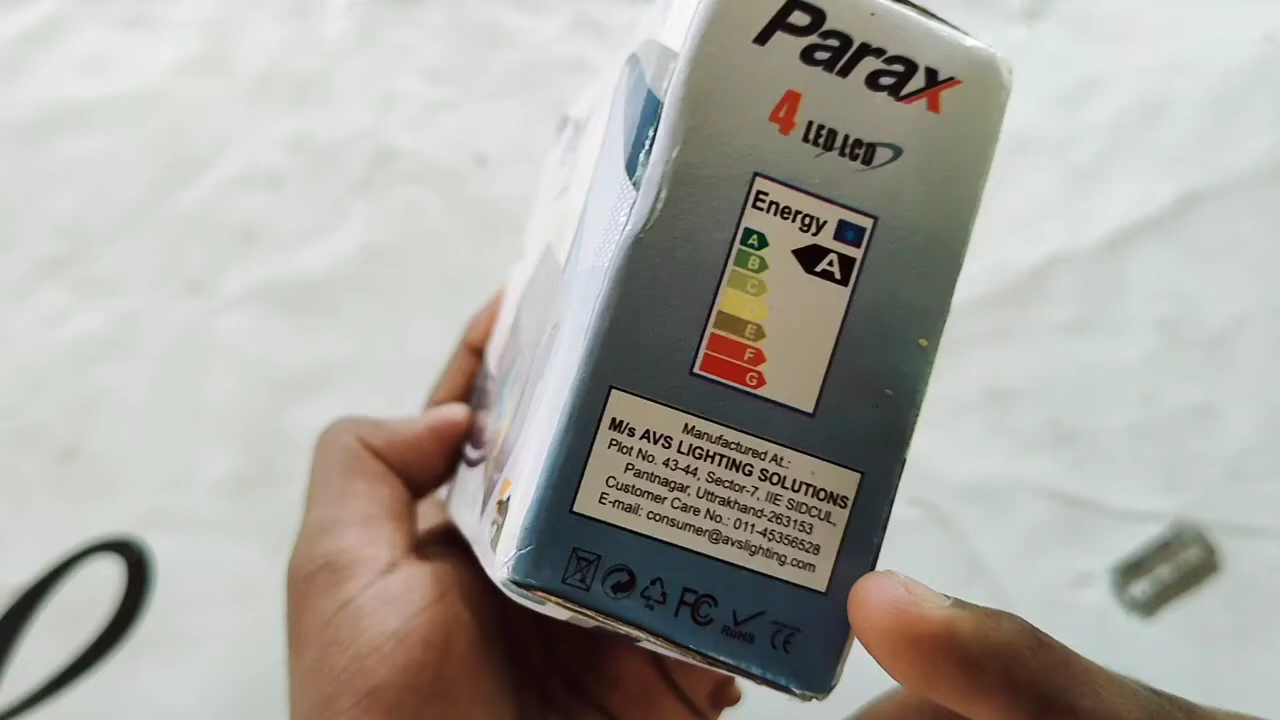 Parax
4 LED-LCD
Energy
A
A
B
C
E
F
G
Manufactured At.:
M/s AVS LIGHTING SOLUTIONS
Plot No. 43-44, Sector-7, IIE SIDCUL,
Pantnagar, Uttrakhand-263153
Customer Care No.: 011-45356528
E-mail: consumer@avslighting.com
FC RoHS CE